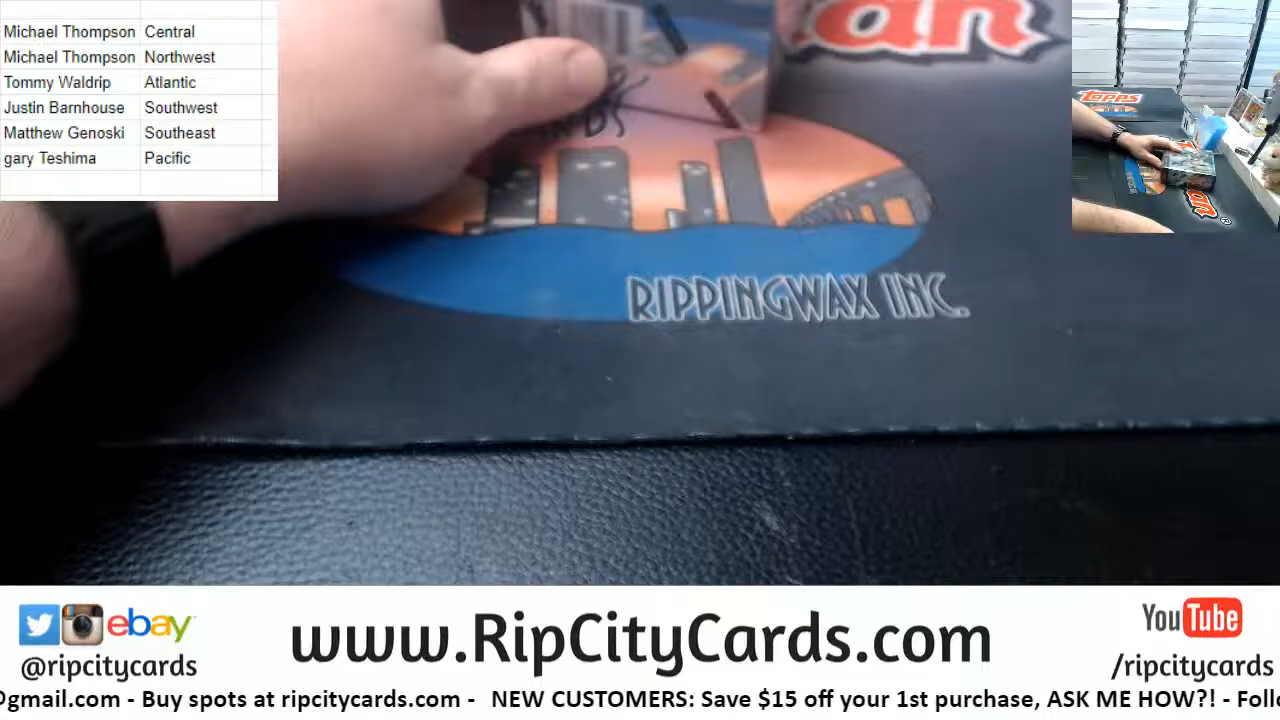 Michael Thompson Central
Michael Thompson Northwest
Tommy Waldrip Atlantic
Justin Barnhouse Southwest
Matthew Genoski Southeast
gary Teshima Pacific
an
topps
RIPPINGWAX INC.
an
ebay
@ripcitycards
www.RipCityCards.com
YouTube
/ripcitycards
@gmail.com - Buy spots at ripcitycards.com - NEW CUSTOMERS: Save $15 off your 1st purchase, ASK ME HOW?! - Follo